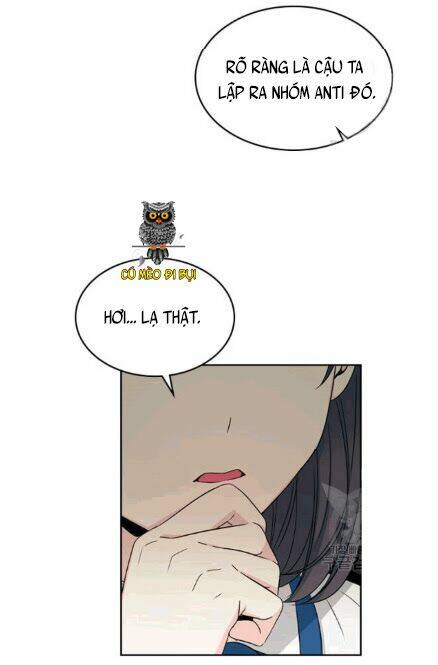 RÕ RÀNG LÀ CẬU TA
LẬP RA NHÓM ANTI ĐÓ.
CÚ MÈO ĐI BỤI
HƠI... LẠ THẬT.